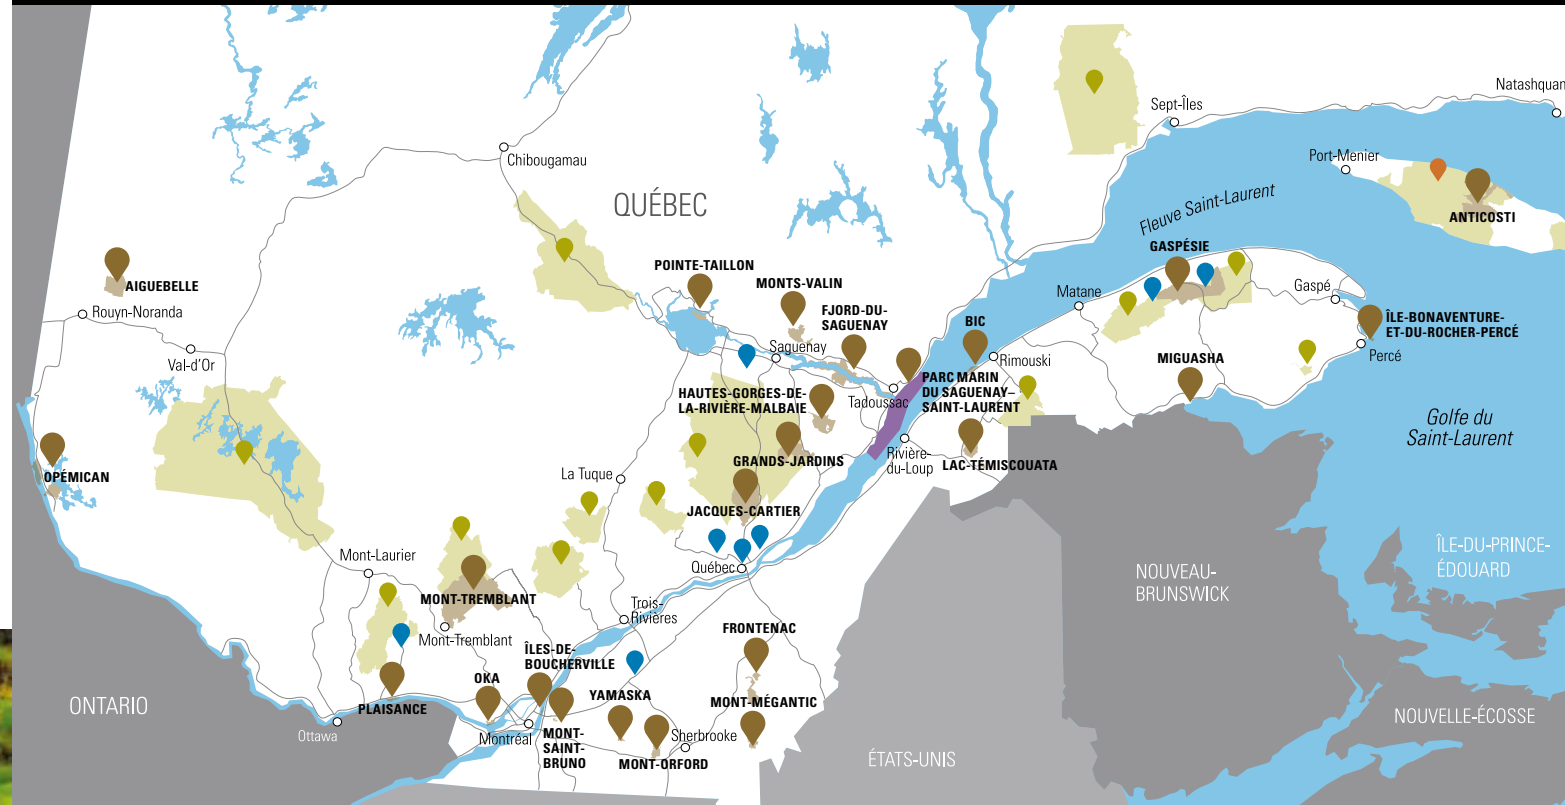 Natashquan
Sept-Îles
Port-Menier
Chibougamau
QUÉBEC
Fleuve Saint-Laurent
ANTICOSTI
GASPÉSIE
AIGUEBELLE
POINTE-TAILLON
MONTS-VALIN
Matane
Gaspé
Rouyn-Noranda
FJORD-DU-
SAGUENAY
BIC
ÎLE-BONAVENTURE-
ET-DU-ROCHER-PERCÉ
Saguenay
Rimouski
Percé
Val-d'Or
MIGUASHA
HAUTES-GORGES-DE-
LA-RIVIÈRE-MALBAIE
Tadoussac
PARC MARIN
DU SAGUENAY–
SAINT-LAURENT
Golfe du
Saint-Laurent
Rivière-
du-Loup
GRANDS-JARDINS
LAC-TÉMISCOUATA
OPÉMICAN
La Tuque
JACQUES-CARTIER
Mont-Laurier
Québec
ÎLE-DU-PRINCE-
ÉDOUARD
NOUVEAU-
BRUNSWICK
MONT-TREMBLANT
Trois-
Rivières
Mont-Tremblant
FRONTENAC
ÎLES-DE-
BOUCHERVILLE
OKA
YAMASKA
MONT-MÉGANTIC
ONTARIO
PLAISANCE
NOUVELLE-ÉCOSSE
Ottawa
Montréal
MONT-
SAINT-
BRUNO
Sherbrooke
MONT-ORFORD
ÉTATS-UNIS